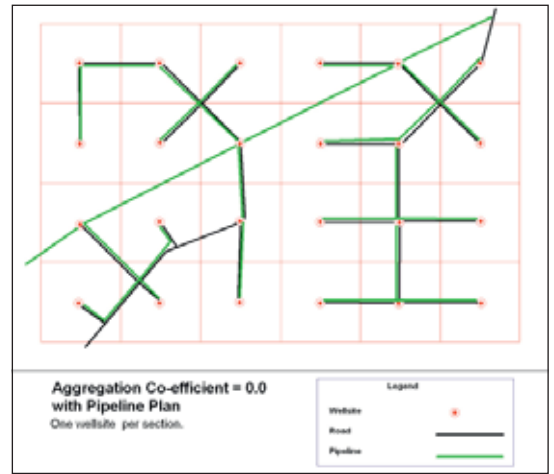 Aggregation Co-efficient = 0.0
with Pipeline Plan
One wellsite per section.
Legend
Wellsite
Road
Pipeline